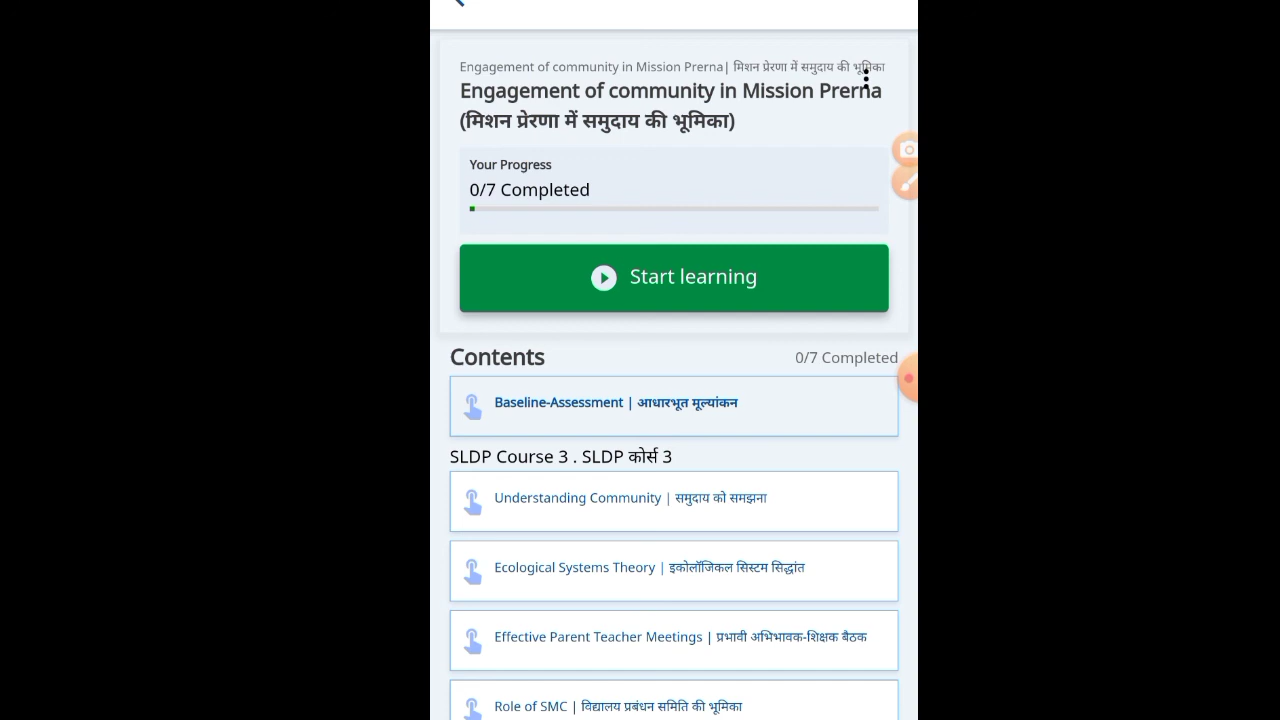 Engagement of community in Mission Prerna| मिशन प्रेरणा में समुदाय की भूमिका
Engagement of community in Mission Prerna
(मिशन प्रेरणा में समुदाय की भूमिका)
Your Progress
0/7 Completed
Start learning
Contents 0/7 Completed
Baseline-Assessment | आधारभूत मूल्यांकन
SLDP Course 3 . SLDP कोर्स 3
Understanding Community | समुदाय को समझना
Ecological Systems Theory | इकोलॉजिकल सिस्टम सिद्धांत
Effective Parent Teacher Meetings | प्रभावी अभिभावक-शिक्षक बैठक
Role of SMC | विद्यालय प्रबंधन समिति की भूमिका